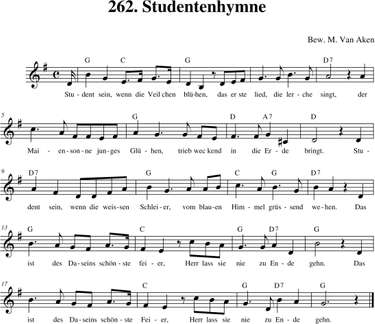 262. Studentenhymne
Bew. M. Van Aken
G C G D7
Stu - dent sein, wenn die Veil chen blü - hen, das er ste lied, die ler - che singt, der
5 C G D A7 D
Mai - en - son - ne jun - ges Glü - hen, trieb wec kend in die Er - de bringt. Stu -
9 D7 G C G D7
dent sein, wenn die weis - sen Schlei - er, vom blau - en Him - mel grüs - send we - hen. Das
13 G C G D7 G
ist des Da - seins schön - ste fei - er, Herr lass sie nie zu En - de gehn. Das
17 G C G D7 G
ist des Da - seins schön - ste Fei - er, Herr lass sie nie zu En - de gehn.